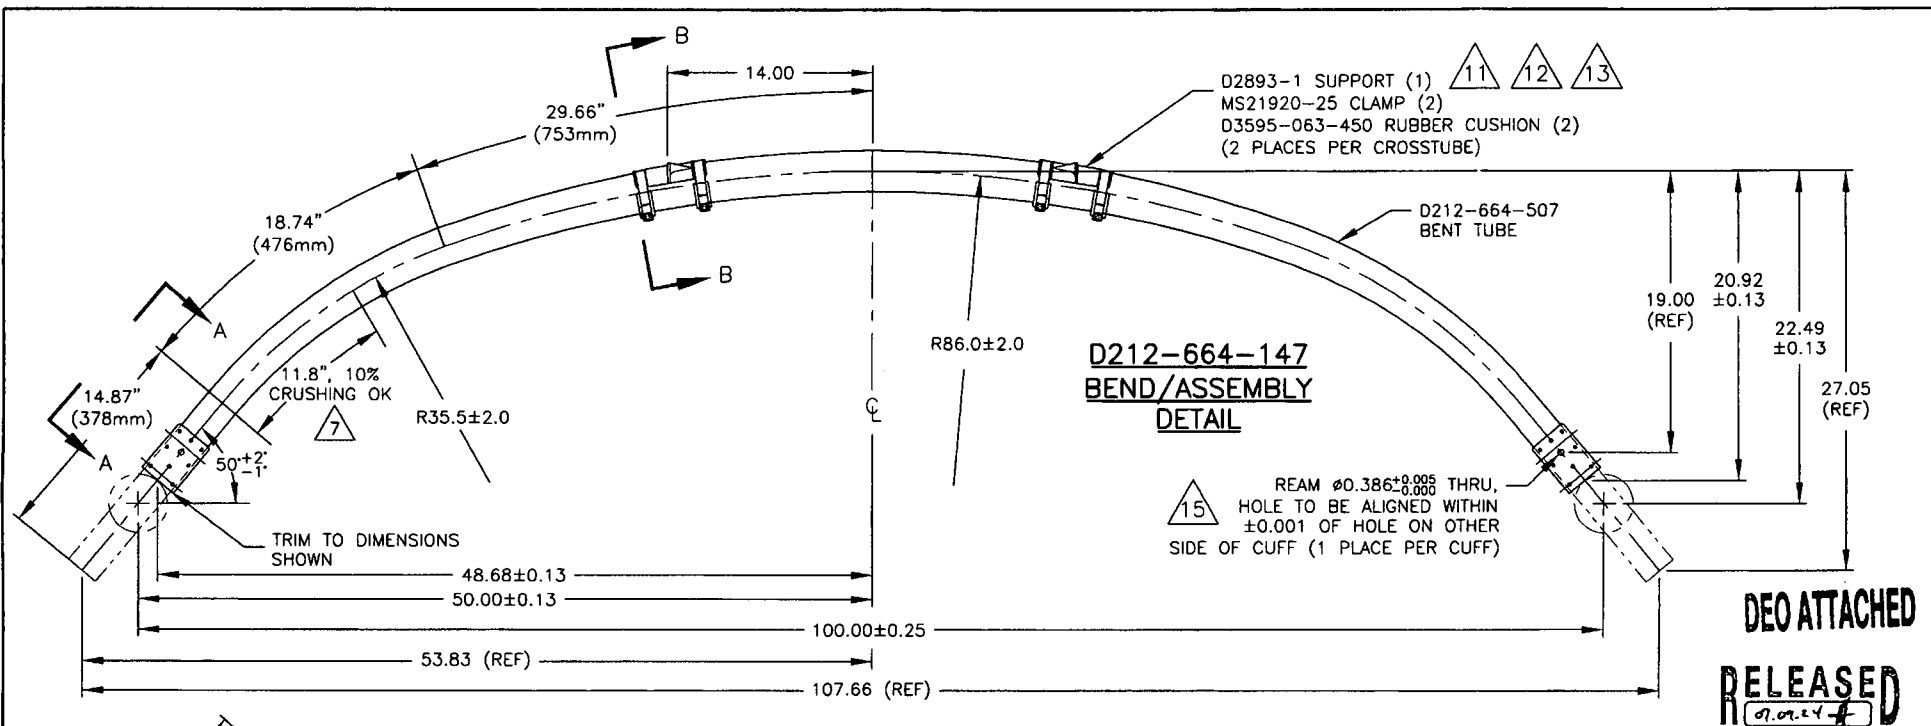 B
14.00
29.66"
(753mm)
D2893-1 SUPPORT (1)
MS21920-25 CLAMP (2)
D3595-063-450 RUBBER CUSHION (2)
(2 PLACES PER CROSSTUBE)
11
12
13
18.74"
(476mm)
D212-664-507
BENT TUBE
B
A
19.00
(REF)
20.92
±0.13
22.49
±0.13
27.05
(REF)
14.87"
(378mm)
11.8", 10%
CRUSHING OK
7
R35.5±2.0
R86.0±2.0
℄
D212-664-147
BEND/ASSEMBLY
DETAIL
A
50°+2°
-1°
15
REAM ø0.386+0.005
-0.000 THRU,
HOLE TO BE ALIGNED WITHIN
±0.001 OF HOLE ON OTHER
SIDE OF CUFF (1 PLACE PER CUFF)
TRIM TO DIMENSIONS
SHOWN
48.68±0.13
50.00±0.13
100.00±0.25
53.83 (REF)
107.66 (REF)
DEO ATTACHED
RELEASED